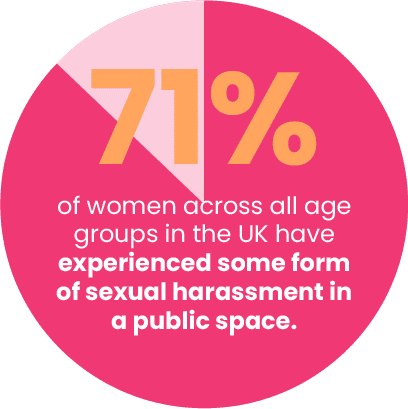 71%
of women across all age
groups in the UK have
experienced some form
of sexual harassment in
a public space.